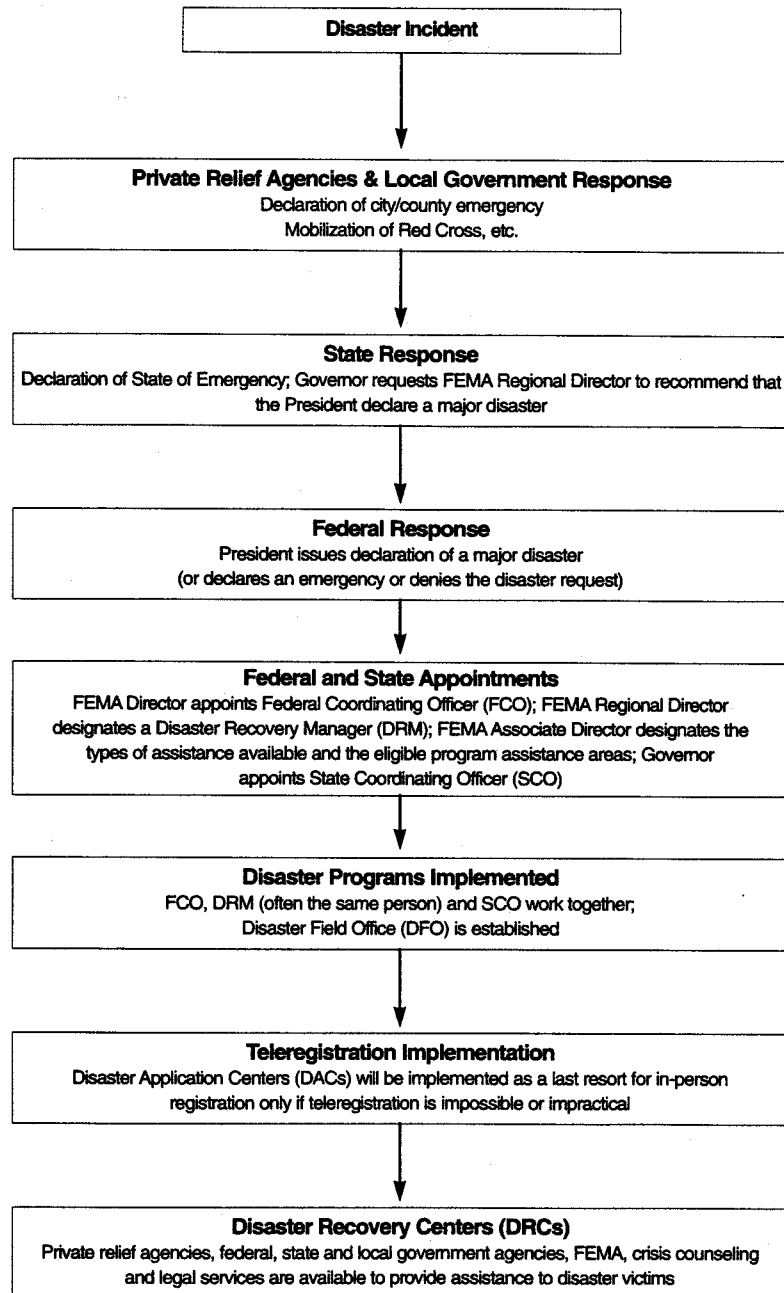 Disaster Incident
Private Relief Agencies & Local Government Response
Declaration of city/county emergency
Mobilization of Red Cross, etc.
State Response
Declaration of State of Emergency; Governor requests FEMA Regional Director to recommend that
the President declare a major disaster
Federal Response
President issues declaration of a major disaster
(or declares an emergency or denies the disaster request)
Federal and State Appointments
FEMA Director appoints Federal Coordinating Officer (FCO); FEMA Regional Director
designates a Disaster Recovery Manager (DRM); FEMA Associate Director designates the
types of assistance available and the eligible program assistance areas; Governor
appoints State Coordinating Officer (SCO)
Disaster Programs Implemented
FCO, DRM (often the same person) and SCO work together;
Disaster Field Office (DFO) is established
Teleregistration Implementation
Disaster Application Centers (DACs) will be implemented as a last resort for in-person
registration only if teleregistration is impossible or impractical
Disaster Recovery Centers (DRCs)
Private relief agencies, federal, state and local government agencies, FEMA, crisis counseling
and legal services are available to provide assistance to disaster victims